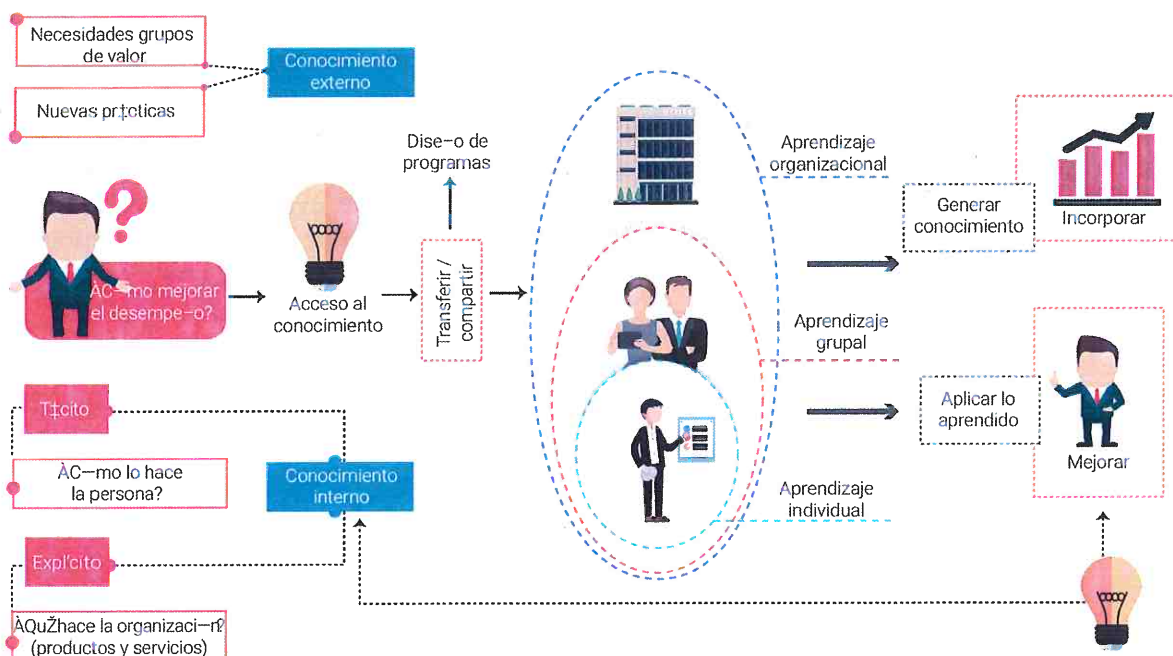 Necesidades grupos
de valor
Conocimiento
externo
Nuevas pr‡cticas
Dise—o de
programas
Aprendizaje
organizacional
Generar
conocimiento
Incorporar
ÀC—mo mejorar
el desempe—o?
Acceso al
conocimiento
Transferir /
compartir
Aprendizaje
grupal
Aplicar lo
aprendido
Mejorar
T‡cito
ÀC—mo lo hace
la persona?
Conocimiento
interno
Aprendizaje
individual
Expl’cito
ÀQuŽhace la organizaci—n?
(productos y servicios)